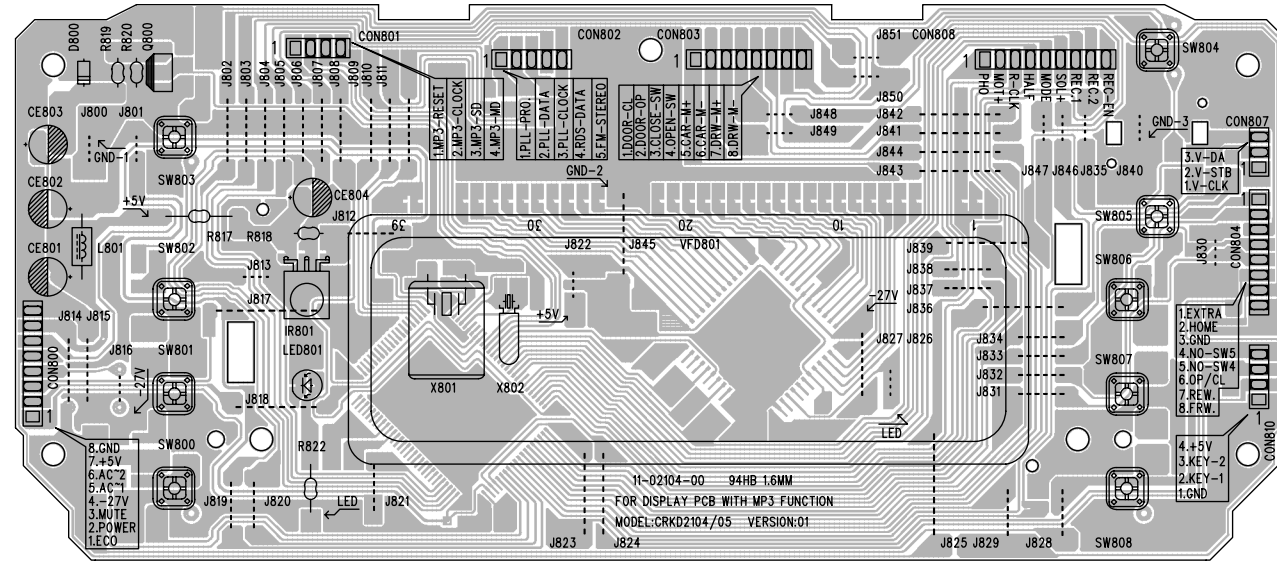 D800
R819
R820
Q800
J802
J803
J804
J805
J806
J807
J808
J809
J810
J811
1
CON801
1
CON802
CON803
1
J851
CON808
1
SW804
PHO
MOT+
R-CLK
HALF
MODE
SOL+
REC.1
REC.2
REC-EN
CE803
J800
J801
GND-1
1.MP3-RESET
2.MP3-CLOCK
3.MP3-SD
4.MP3-MD
1.PLL-PRO.
2.PLL-DATA
3.PLL-CLOCK
4.RDS-DATA
5.FM-STEREO
1.DOOR-CL
2.DOOR-OP
3.CLOSE-SW
4.OPEN-SW
5.CAR-M+
6.CAR-M-
7.DRW-M+
8.DRW-M-
J850
J848
J842
J849
J841
J844
J843
GND-3
CON807
3.V-DA
2.V-STB
1.V-CLK
1
J847
J846
J835
J840
GND-2
CE802
SW803
CE804
+5V
J812
R817
R818
39
30
20
10
1
SW805
1
CON804
CE801
L801
SW802
J822
J845
VFD801
J839
J838
J837
J836
J830
SW806
J813
J817
IR801
+5V
-27V
J814
J815
CON800
J816
SW801
LED801
X801
X802
J827
J826
J834
J833
J832
J831
SW807
1.EXTRA
2.HOME
3.GND
4.NO-SW5
5.NO-SW4
6.OP/CL
7.REW.
8.FRW.
-27V
J818
1
LED
1
CON810
SW800
R822
8.GND
7.+5V
6.AC~2
5.AC~1
4.-27V
3.MUTE
2.POWER
1.ECO
4.+5V
3.KEY-2
2.KEY-1
1.GND
J819
J820
LED
J821
11-02104-00 94HB 1.6MM
FOR DISPLAY PCB WITH MP3 FUNCTION
MODEL:CRKD2104/05 VERSION:01
J823
J824
J825
J829
J828
SW808